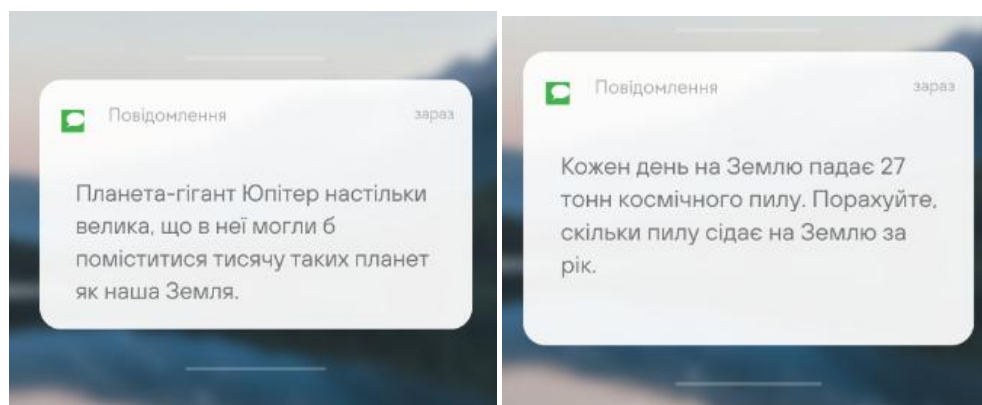 Повідомлення
зараз
Планета-гігант Юпітер настільки
велика, що в неї могли б
поміститися тисячу таких планет
як наша Земля.
Повідомлення
зараз
Кожен день на Землю падає 27
тонн космічного пилу. Порахуйте,
скільки пилу сідає на Землю за
рік.